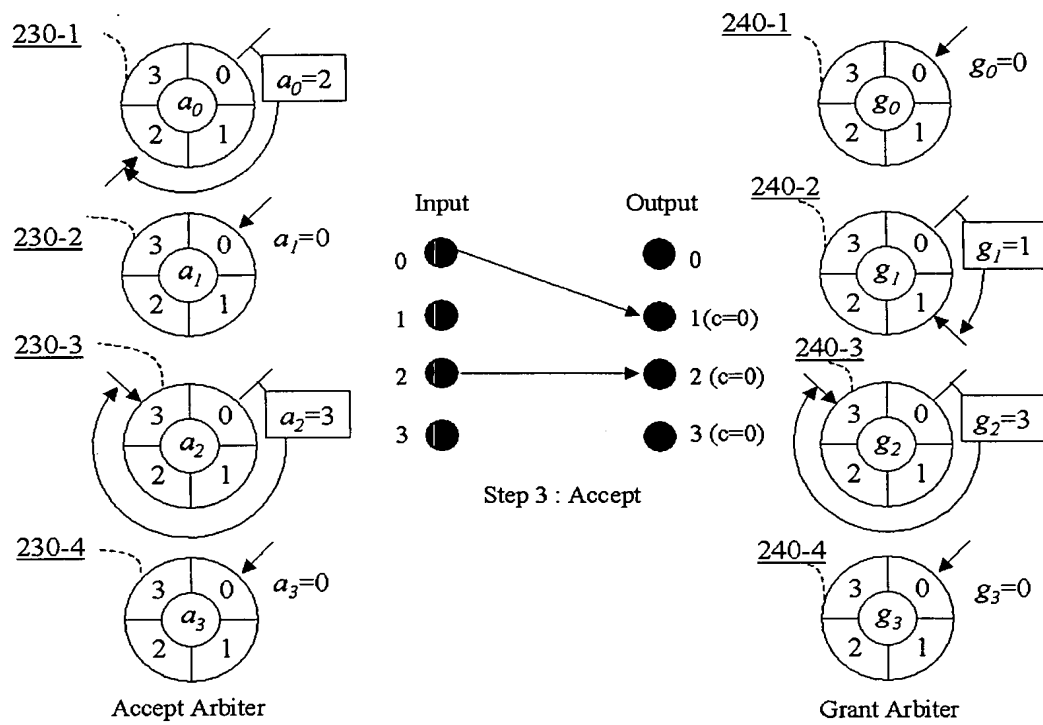 230-1
3 0
a0
2 1
a0=2
230-2
3 0
a1
2 1
a1=0
230-3
3 0
a2
2 1
a2=3
230-4
3 0
a3
2 1
a3=0
Accept Arbiter
Input Output
0 0
1 1(c=0)
2 2 (c=0)
3 3 (c=0)
Step 3 : Accept
240-1
3 0
g0
2 1
g0=0
240-2
3 0
g1
2 1
g1=1
240-3
3 0
g2
2 1
g2=3
240-4
3 0
g3
2 1
g3=0
Grant Arbiter